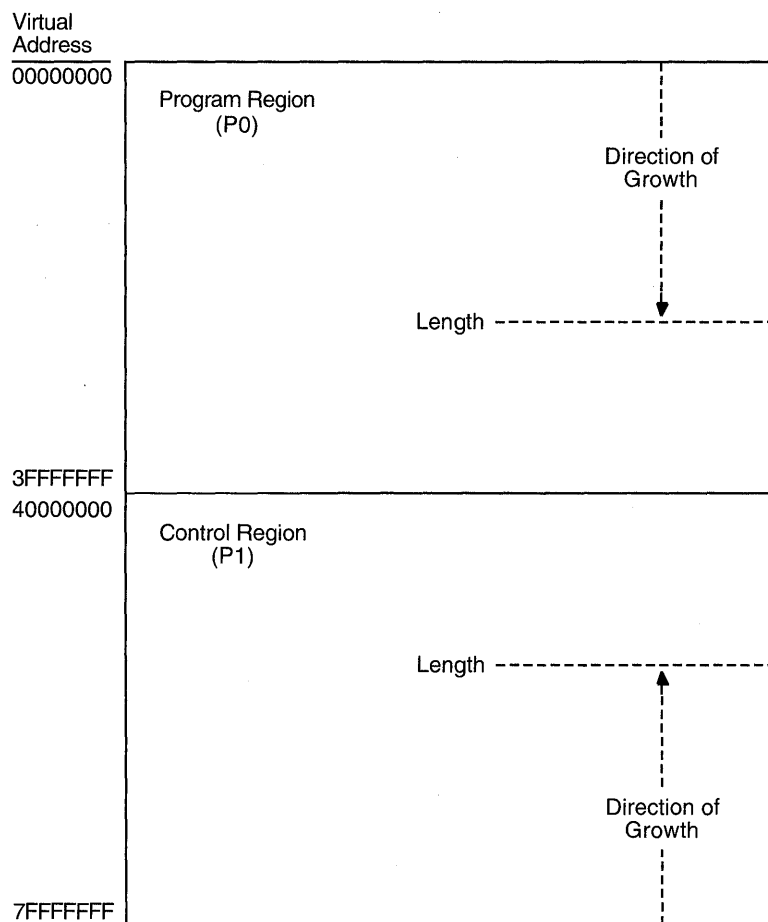 Virtual
Address
00000000
Program Region
(P0)
Direction of
Growth
Length
3FFFFFFF
40000000
Control Region
(P1)
Length
Direction of
Growth
7FFFFFFF